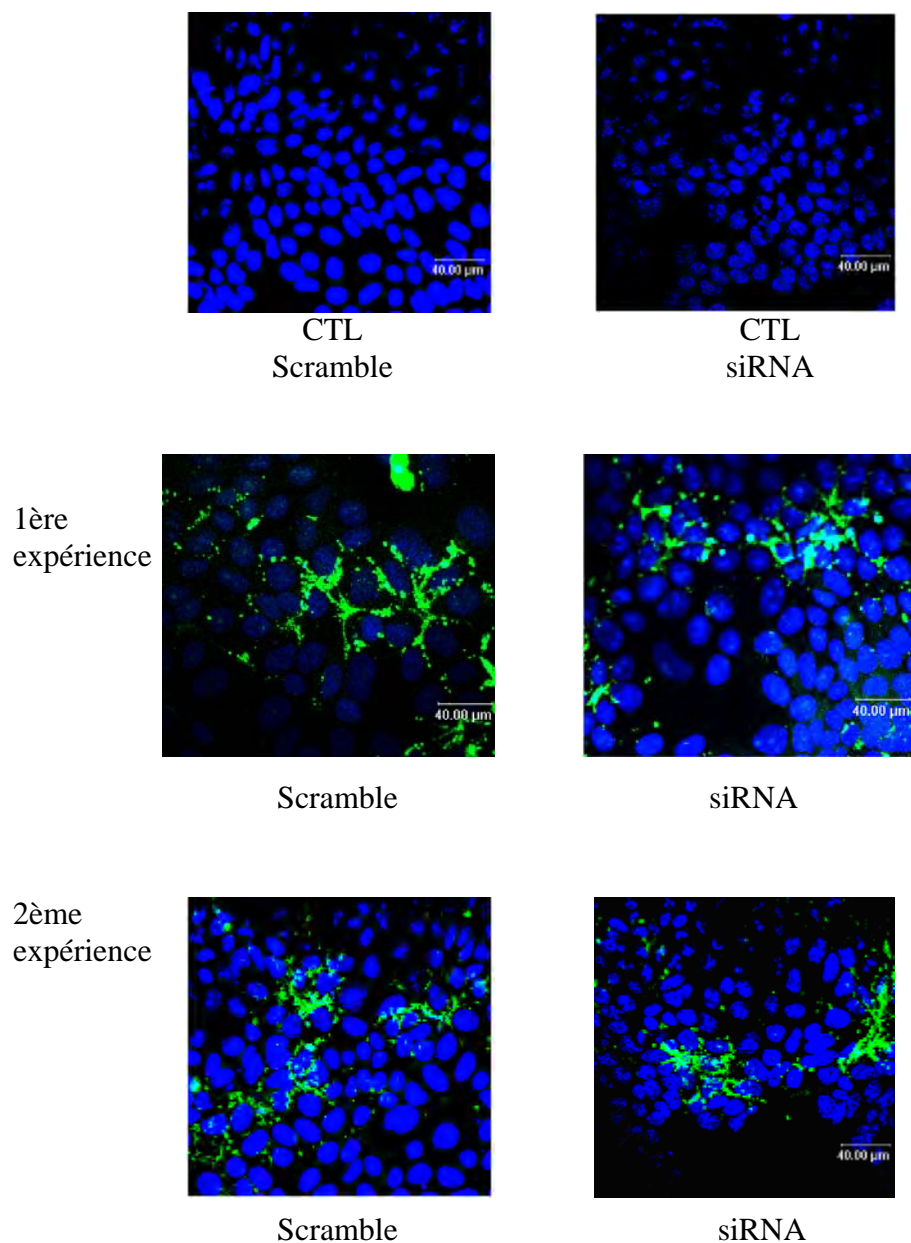 40.00 µm
40.00 µm
CTL
Scramble
CTL
siRNA
1ère
expérience
40.00 µm
40.00 µm
Scramble
siRNA
2ème
expérience
40.00 µm
Scramble
siRNA